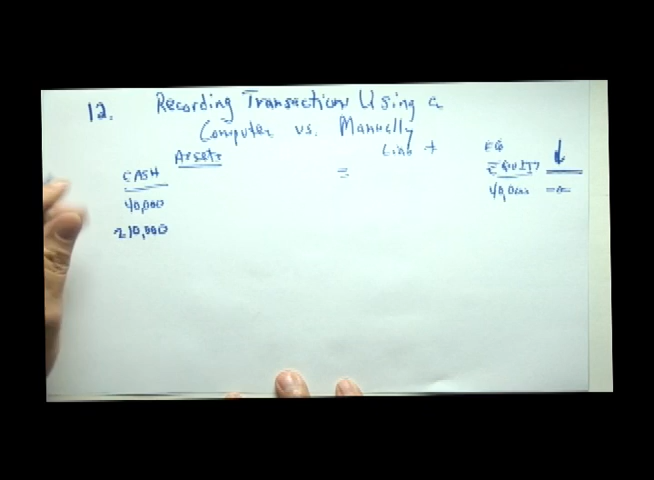 12. Recording Transactions Using a
Computer vs. Manually
Assets = Liab + EQ
CASH EQUITY ↓
40,000 40,000
210,000